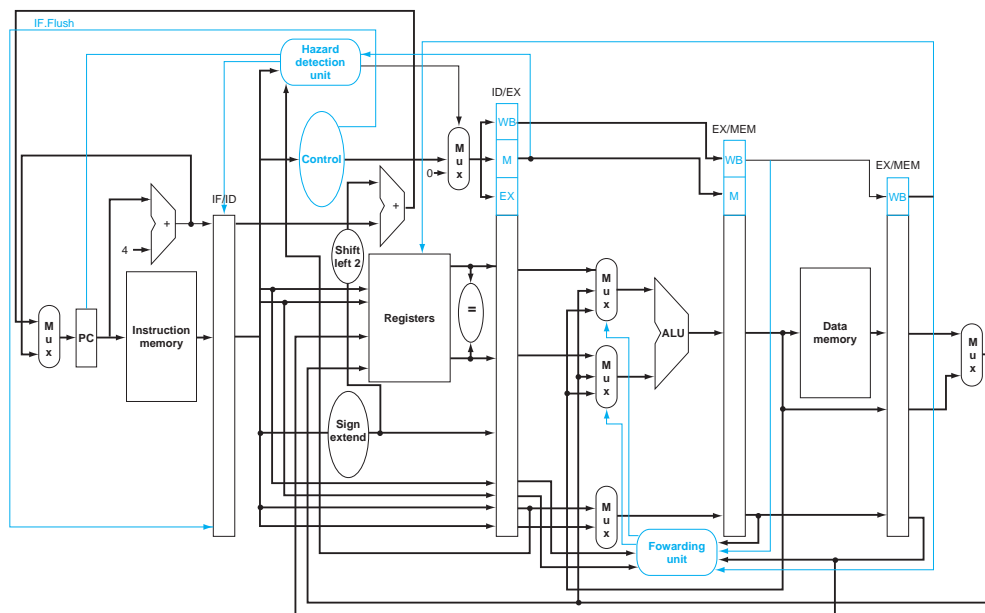 IF.Flush
Hazard
detection
unit
ID/EX
WB
EX/MEM
M
u
x
Control
M
WB
EX/MEM
0
EX
M
WB
IF/ID
+
+
4
Shift
left 2
M
u
x
PC
Instruction
memory
Registers
=
M
u
x
ALU
M
u
x
Data
memory
M
u
x
Sign
extend
M
u
x
Fowarding
unit